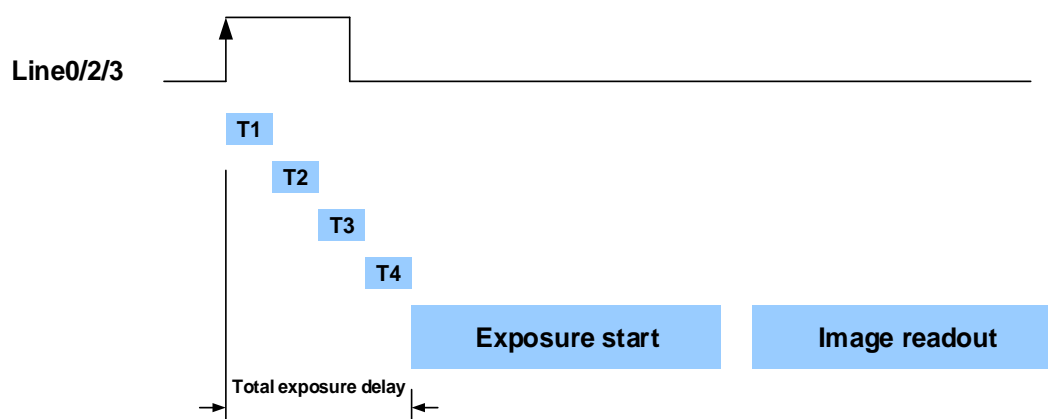 Line0/2/3
T1
T2
T3
T4
Exposure start
Image readout
Total exposure delay